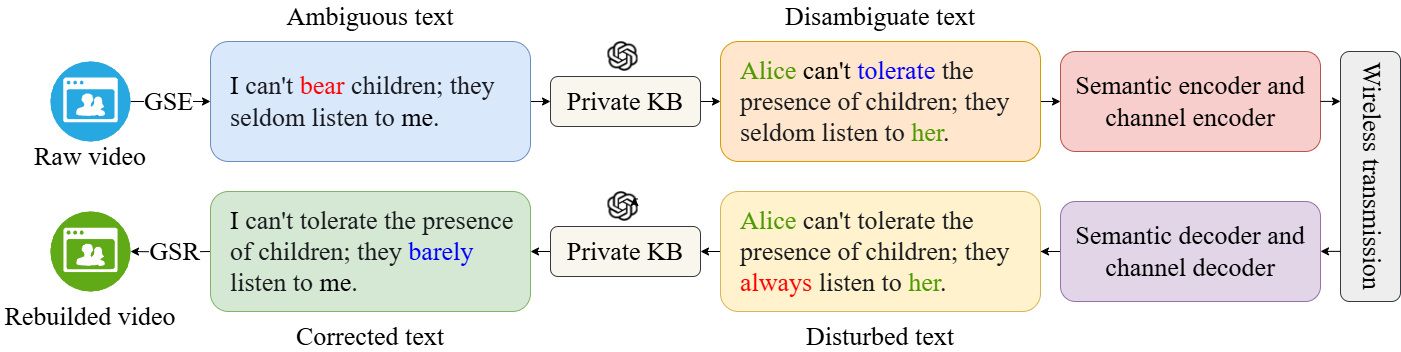 Ambiguous text
Disambiguate text
Raw video
GSE
I can't bear children; they
seldom listen to me.
Private KB
Alice can't tolerate the
presence of children; they
seldom listen to her.
Semantic encoder and
channel encoder
Wireless transmission
Semantic decoder and
channel decoder
Alice can't tolerate the
presence of children; they
always listen to her.
Private KB
I can't tolerate the presence
of children; they barely
listen to me.
GSR
Rebuilded video
Corrected text
Disturbed text